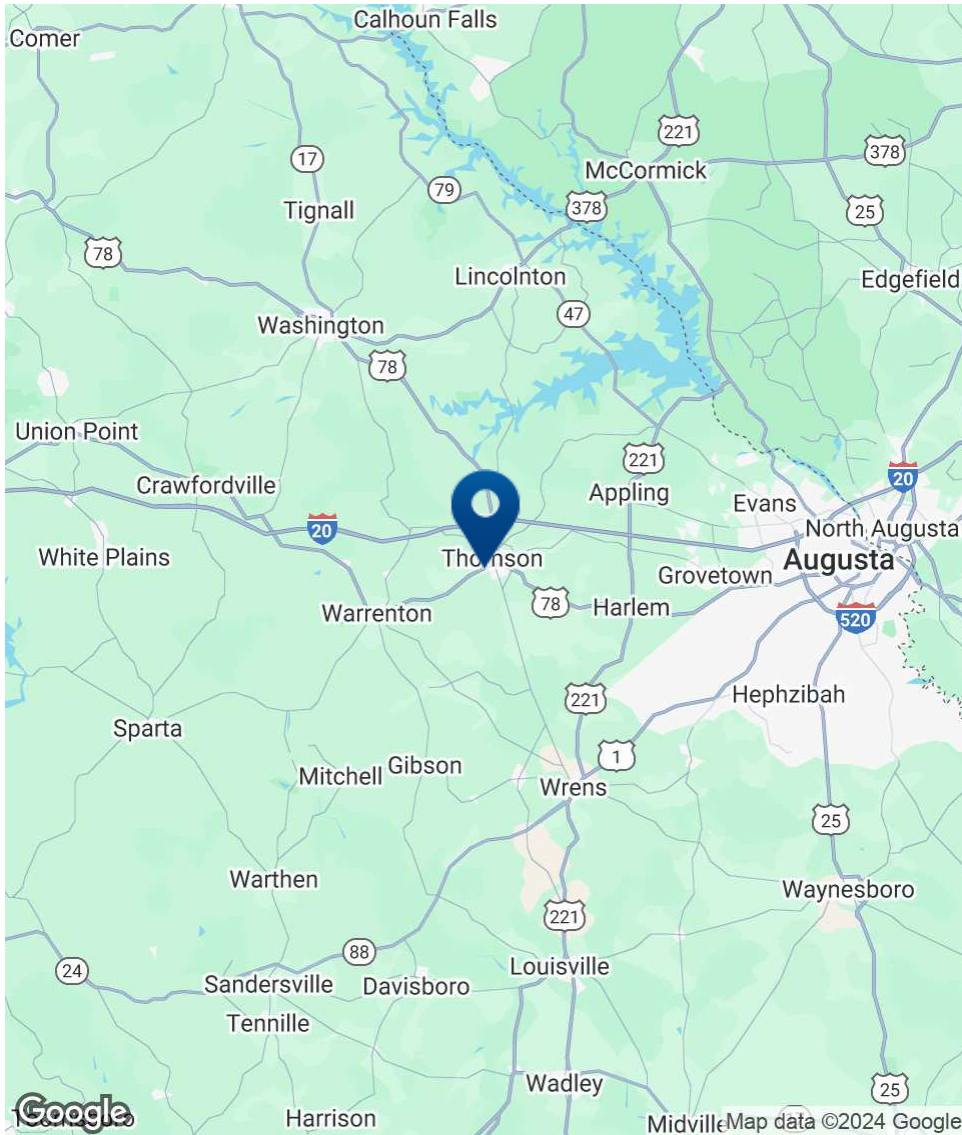 Calhoun Falls
Comer
221
17
McCormick
378
79
Tignall
378
25
78
Lincolnton
Edgefield
47
Washington
78
Union Point
221
20
Crawfordville
Appling
Evans
20
North Augusta
White Plains
Thomson
Augusta
Grovetown
78
Harlem
Warrenton
520
221
Hephzibah
Sparta
1
Mitchell
Gibson
Wrens
25
Warthen
Waynesboro
221
88
24
Louisville
Sandersville
Davisboro
Tennille
Wadley
25
Google
Harrison
Midville
Map data ©2024 Google